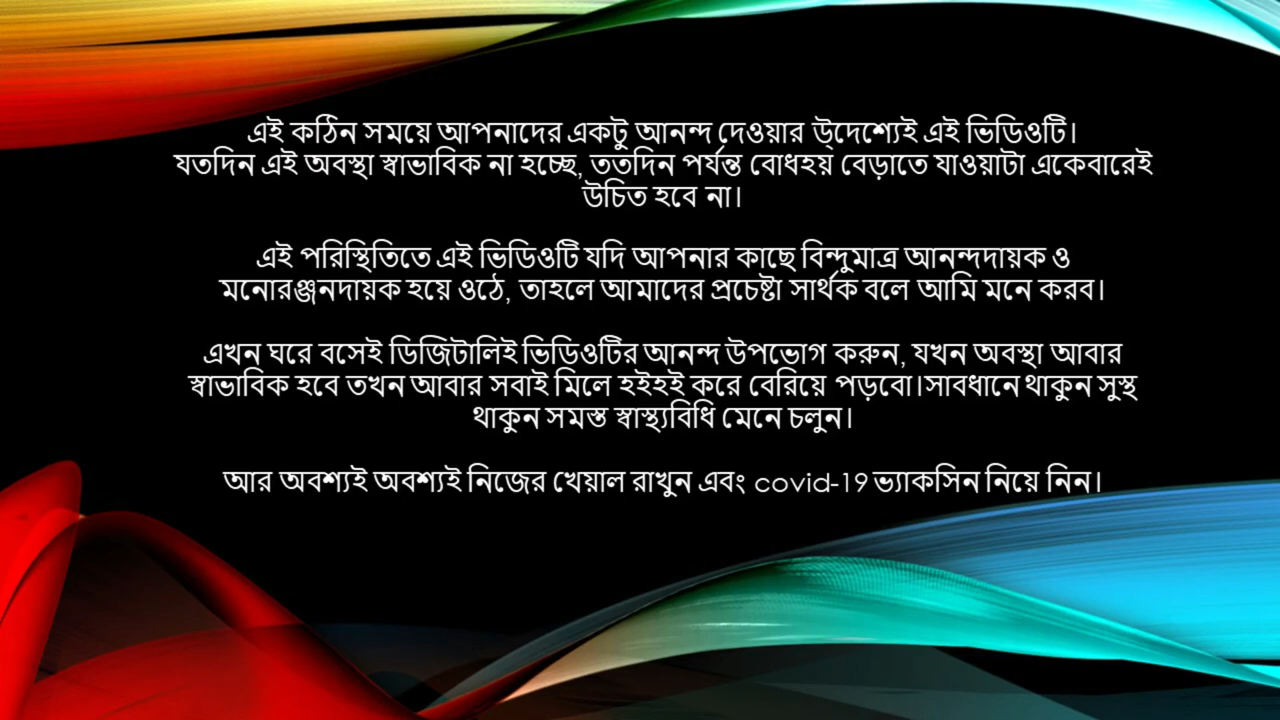 এই কঠিন সময়ে আপনাদের একটু আনন্দ দেওয়ার উ্দেশ্যেই এই ভিডিওটি।
যতদিন এই অবস্থা স্বাভাবিক না হচ্ছে, ততদিন পর্যন্ত বোধহয় বেড়াতে যাওয়াটা একেবারেই
উচিত হবে না।
এই পরিস্থিতিতে এই ভিডিওটি যদি আপনার কাছে বিন্দুমাত্র আনন্দদায়ক ও
মনোরঞ্জনদায়ক হয়ে ওঠে, তাহলে আমাদের প্রচেষ্টা সার্থক বলে আমি মনে করব।
এখন ঘরে বসেই ডিজিটালিই ভিডিওটির আনন্দ উপভোগ করুন, যখন অবস্থা আবার
স্বাভাবিক হবে তখন আবার সবাই মিলে হইহই করে বেরিয়ে পড়বো।সাবধানে থাকুন সুস্থ
থাকুন সমস্ত স্বাস্থ্যবিধি মেনে চলুন।
আর অবশ্যই অবশ্যই নিজের খেয়াল রাখুন এবং covid-19 ভ্যাকসিন নিয়ে নিন।